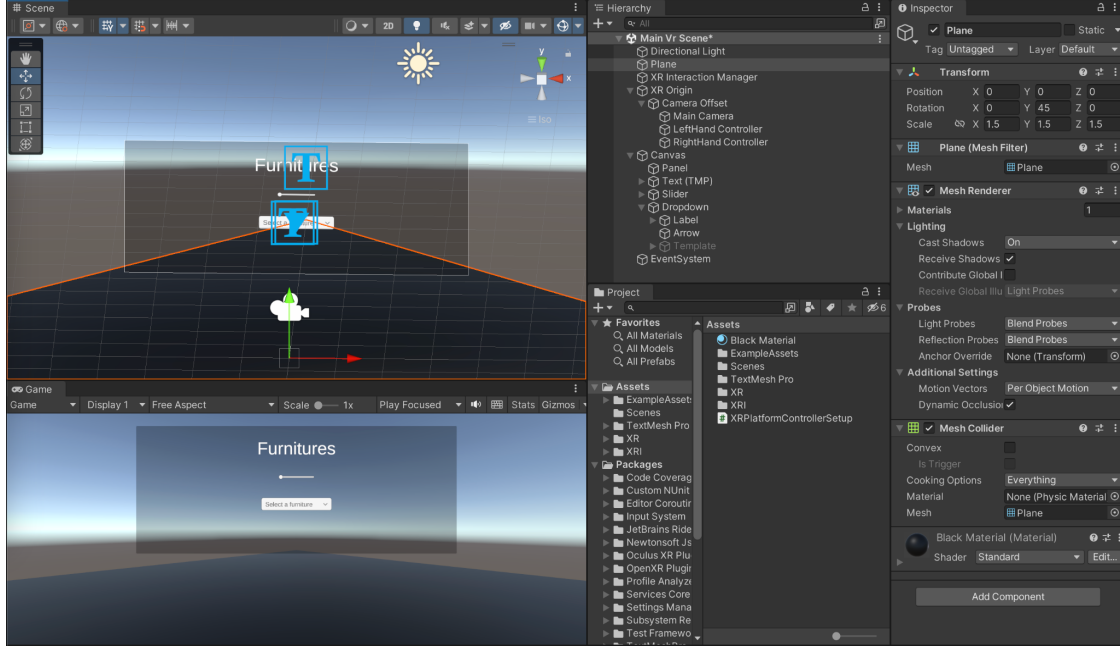 Scene
2D
y
x
Iso
Furnitures
Select a furniture
Game
Game
Display 1
Free Aspect
Scale
1x
Play Focused
Stats
Gizmos
Furnitures
Select a furniture
Hierarchy
All
Main Vr Scene*
Directional Light
Plane
XR Interaction Manager
XR Origin
Camera Offset
Main Camera
LeftHand Controller
RightHand Controller
Canvas
Panel
Text (TMP)
Slider
Dropdown
Label
Arrow
Template
EventSystem
Project
6
Favorites
All Materials
All Models
All Prefabs
Assets
ExampleAssets
Scenes
TextMesh Pro
XR
XRI
Packages
Code Coverag
Custom NUnit
Editor Coroutir
Input System
JetBrains Ride
Newtonsoft Js
Oculus XR Plu
OpenXR Plugir
Profile Analyze
Services Core
Settings Mana
Subsystem Re
Test Framewo
Assets
Black Material
ExampleAssets
Scenes
TextMesh Pro
XR
XRI
XRPlatformControllerSetup
Inspector
Plane
Static
Tag Untagged
Layer Default
Transform
Position X 0 Y 0 Z 0
Rotation X 0 Y 45 Z 0
Scale X 1.5 Y 1.5 Z 1.5
Plane (Mesh Filter)
Mesh Plane
Mesh Renderer
Materials 1
Lighting
Cast Shadows On
Receive Shadows
Contribute Global I
Receive Global Illu Light Probes
Probes
Light Probes Blend Probes
Reflection Probes Blend Probes
Anchor Override None (Transform)
Additional Settings
Motion Vectors Per Object Motion
Dynamic Occlusio
Mesh Collider
Convex
Is Trigger
Cooking Options Everything
Material None (Physic Material
Mesh Plane
Black Material (Material)
Shader Standard Edit...
Add Component